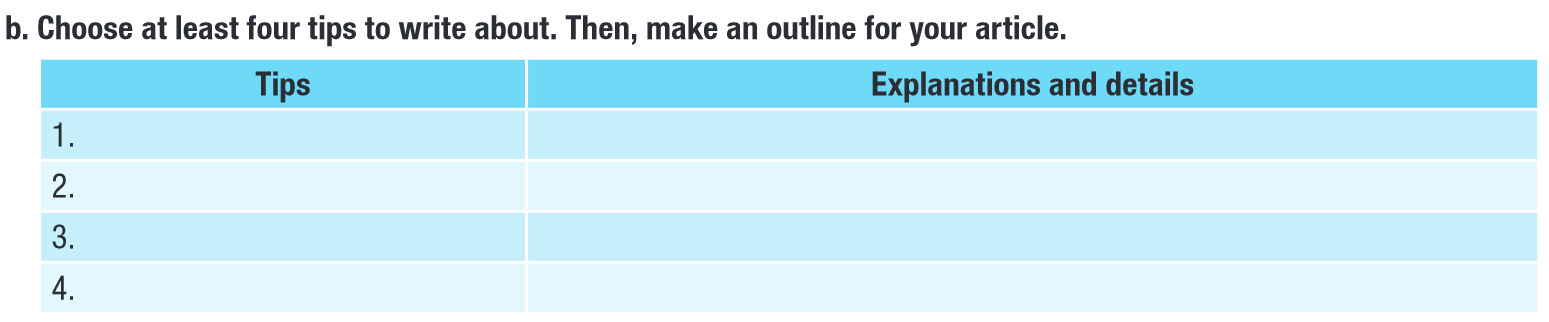 b. Choose at least four tips to write about. Then, make an outline for your article.
Tips Explanations and details
1.
2.
3.
4.